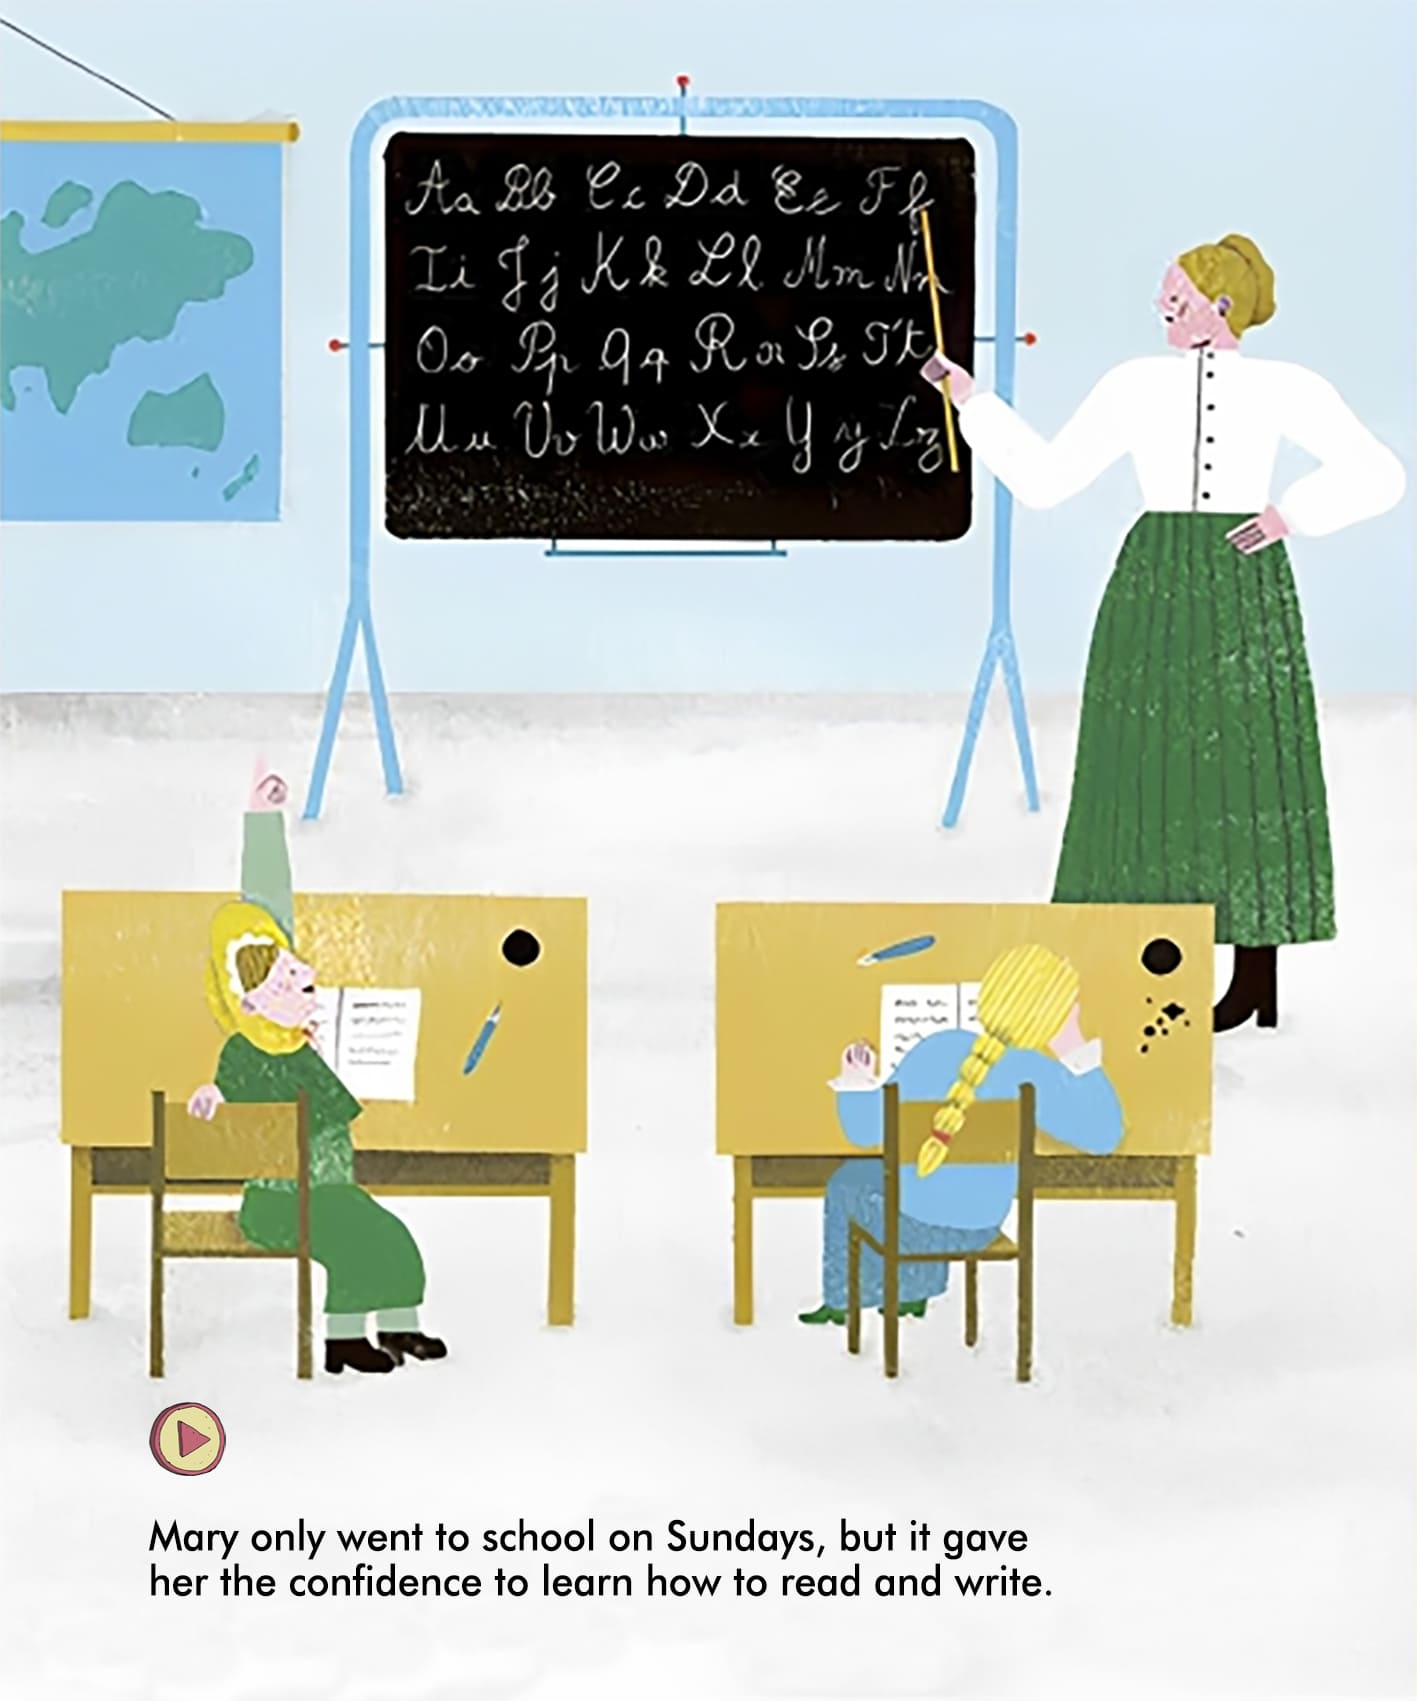 Aa Bb Cc Dd Ee Ff
Ii Jj Kk Ll Mm Nn
Oo Pp Qq Rr Ss Tt
Uu Vv Ww Xx Yy Zz
Mary only went to school on Sundays, but it gave
her the confidence to learn how to read and write.